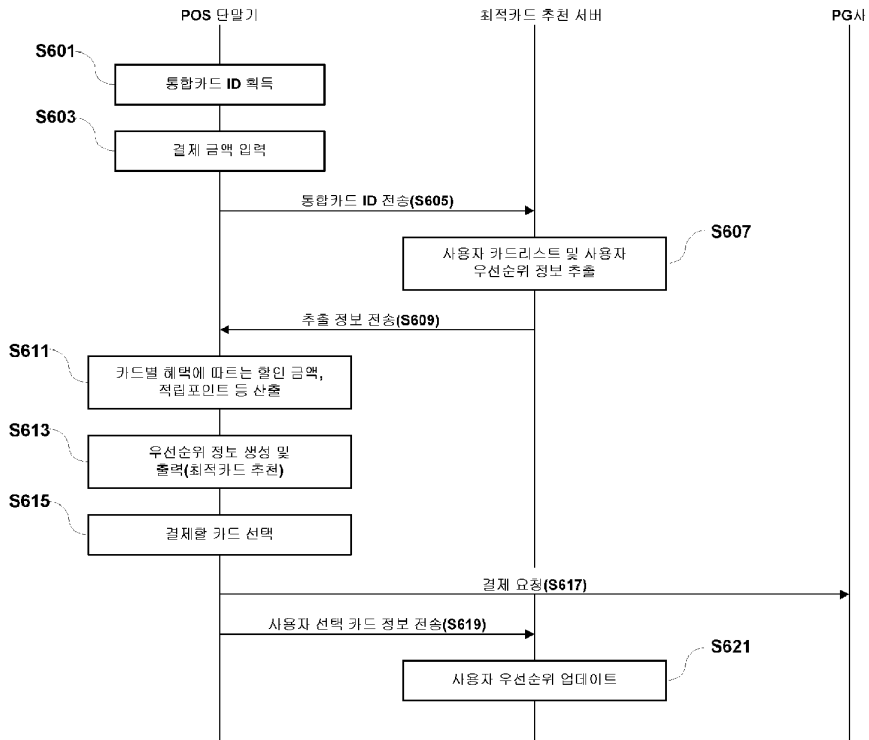 POS 단말기
최적카드 추천 서버
PG사
S601
통합카드 ID 획득
S603
결제 금액 입력
통합카드 ID 전송(S605)
S607
사용자 카드리스트 및 사용자
우선순위 정보 추출
추출 정보 전송(S609)
S611
카드별 혜택에 따르는 할인 금액,
적립포인트 등 산출
S613
우선순위 정보 생성 및
출력(최적카드 추천)
S615
결제할 카드 선택
결제 요청(S617)
사용자 선택 카드 정보 전송(S619)
S621
사용자 우선순위 업데이트